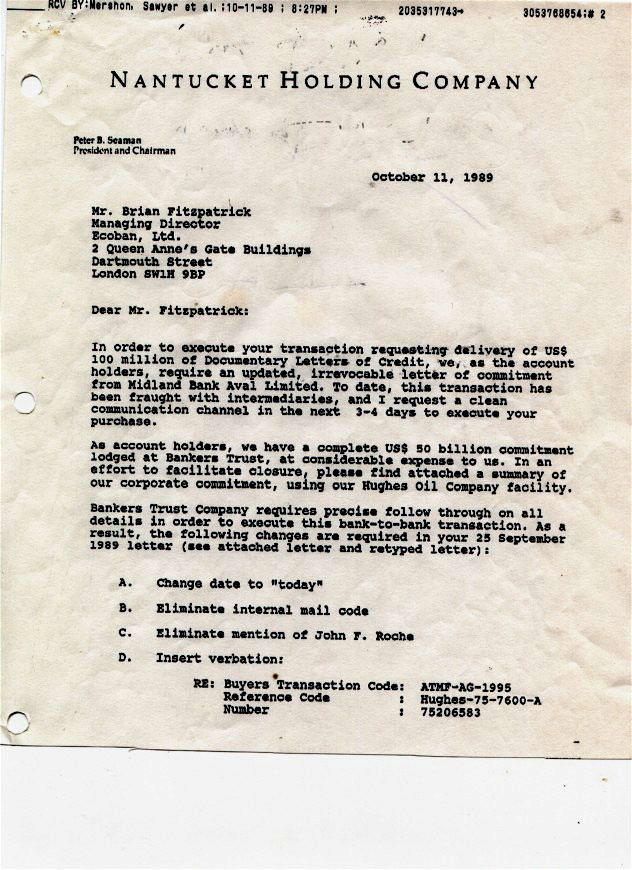 RCV BY:Mershon, Sawyer et al. :10-11-89 ; 8:27PM ; 2035317743→ 3053768654:# 2
NANTUCKET HOLDING COMPANY
Peter B. Seaman
President and Chairman
October 11, 1989
Mr. Brian Fitzpatrick
Managing Director
Ecoban, Ltd.
2 Queen Anne's Gate Buildings
Dartmouth Street
London SW1H 9BP
Dear Mr. Fitzpatrick:
In order to execute your transaction requesting delivery of US$
100 million of Documentary Letters of Credit, we, as the account
holders, require an updated, irrevocable letter of commitment
from Midland Bank Aval Limited. To date, this transaction has
been fraught with intermediaries, and I request a clean
communication channel in the next 3-4 days to execute your
purchase.
As account holders, we have a complete US$ 50 billion commitment
lodged at Bankers Trust, at considerable expense to us. In an
effort to facilitate closure, please find attached a summary of
our corporate commitment, using our Hughes Oil Company facility.
Bankers Trust Company requires precise follow through on all
details in order to execute this bank-to-bank transaction. As a
result, the following changes are required in your 25 September
1989 letter (see attached letter and retyped letter):
A. Change date to "today"
B. Eliminate internal mail code
C. Eliminate mention of John F. Roche
D. Insert verbation:
RE: Buyers Transaction Code: ATMF-AG-1995
Reference Code : Hughes-75-7600-A
Number : 75206583